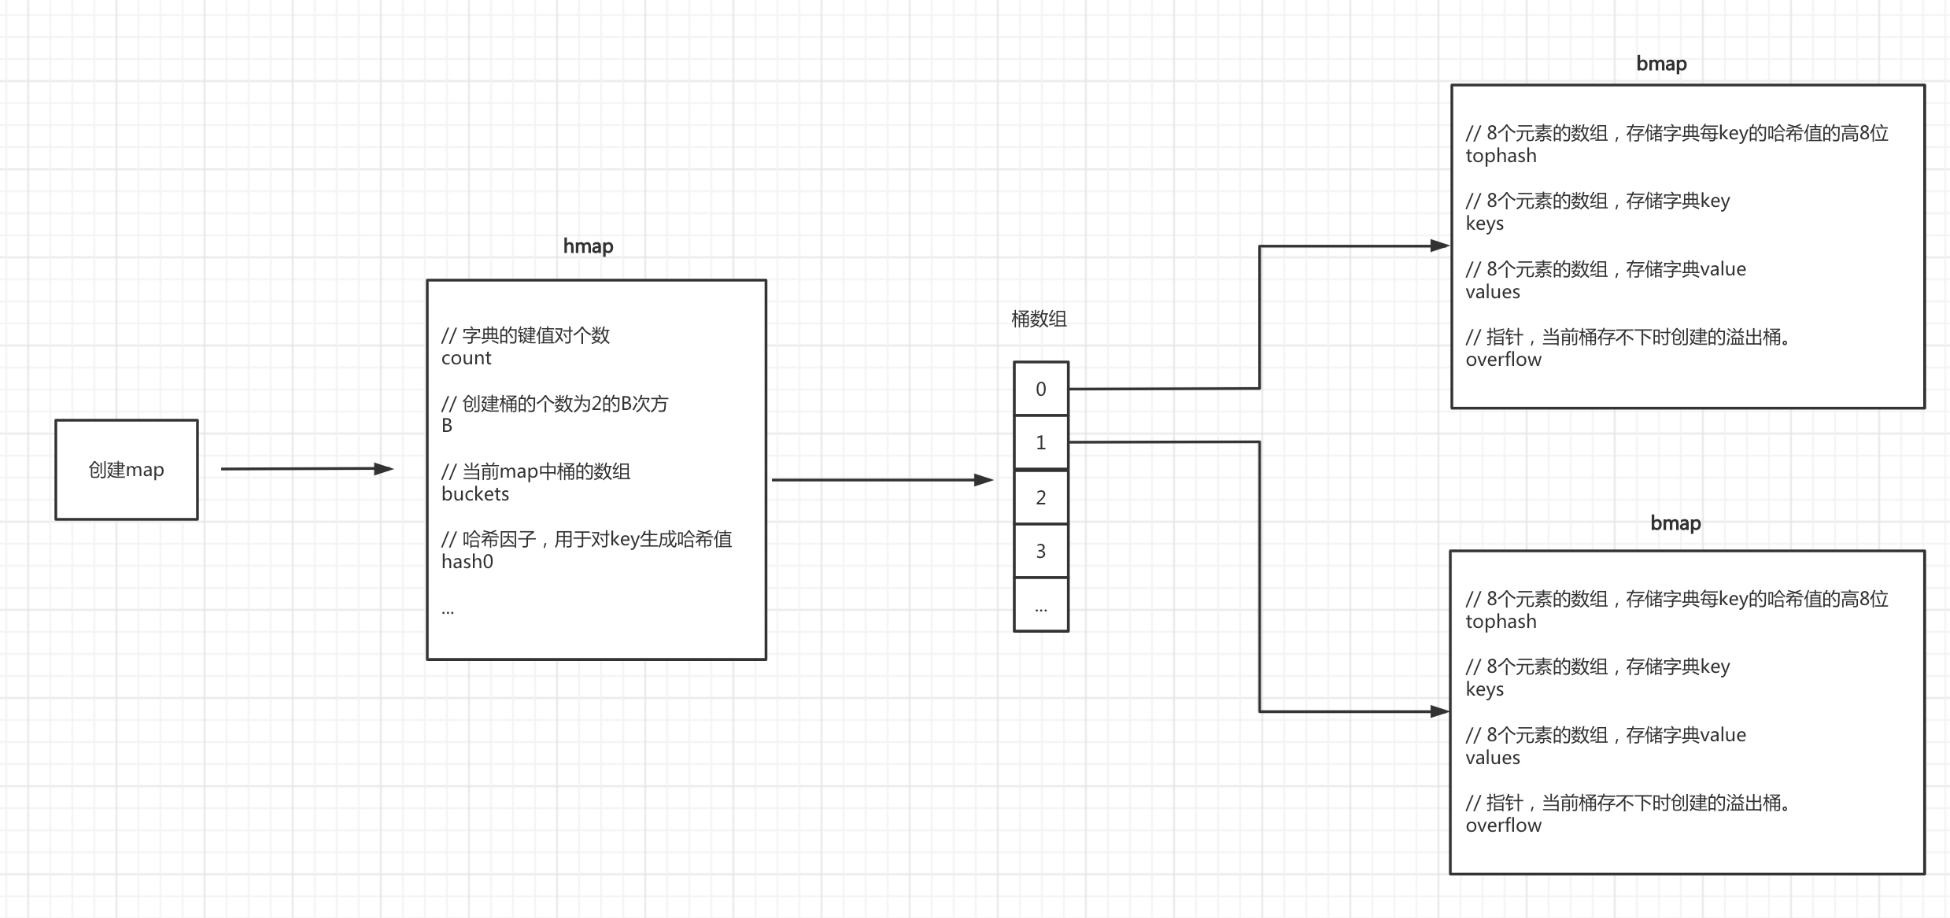 创建map
hmap
// 字典的键值对个数
count
// 创建桶的个数为2的B次方
B
// 当前map中桶的数组
buckets
// 哈希因子，用于对key生成哈希值
hash0
...
桶数组
0
1
2
3
...
bmap
// 8个元素的数组，存储字典每key的哈希值的高8位
tophash
// 8个元素的数组，存储字典key
keys
// 8个元素的数组，存储字典value
values
// 指针，当前桶存不下时创建的溢出桶。
overflow
bmap
// 8个元素的数组，存储字典每key的哈希值的高8位
tophash
// 8个元素的数组，存储字典key
keys
// 8个元素的数组，存储字典value
values
// 指针，当前桶存不下时创建的溢出桶。
overflow